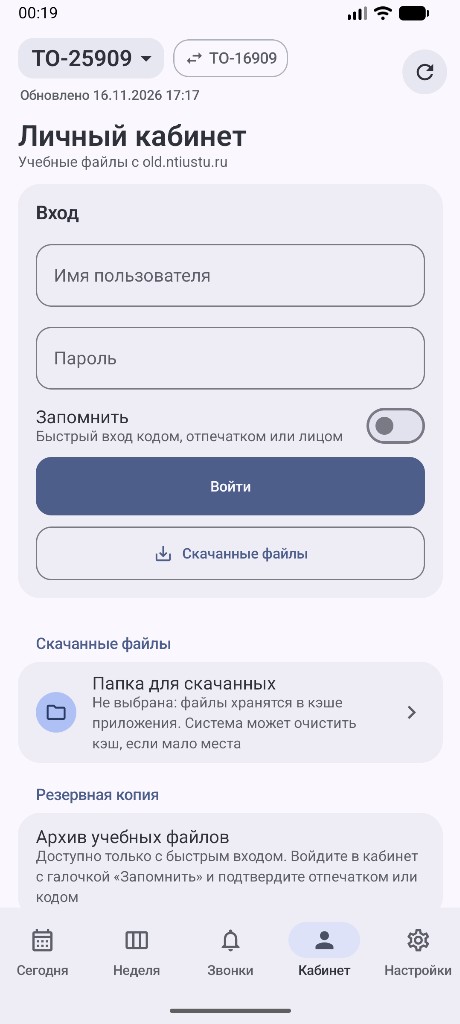 00:19
ТО-25909
ТО-16909
Обновлено 16.11.2026 17:17
Личный кабинет
Учебные файлы с old.ntiustu.ru
Вход
Имя пользователя
Пароль
Запомнить
Быстрый вход кодом, отпечатком или лицом
Войти
Скачанные файлы
Скачанные файлы
Папка для скачанных
Не выбрана: файлы хранятся в кэше
приложения. Система может очистить
кэш, если мало места
Резервная копия
Архив учебных файлов
Доступно только с быстрым входом. Войдите в кабинет
с галочкой «Запомнить» и подтвердите отпечатком или
кодом
Сегодня
Неделя
Звонки
Кабинет
Настройки